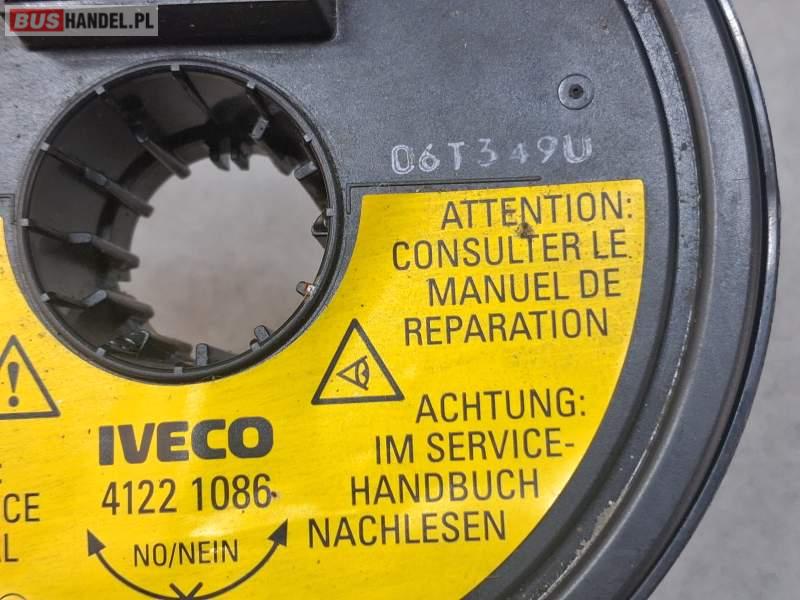 BUSHANDEL.PL
06T349U
ATTENTION:
CONSULTER LE
MANUEL DE
REPARATION
ACHTUNG:
IM SERVICE-
HANDBUCH
NACHLESEN
IVECO
4122 1086
NO/NEIN